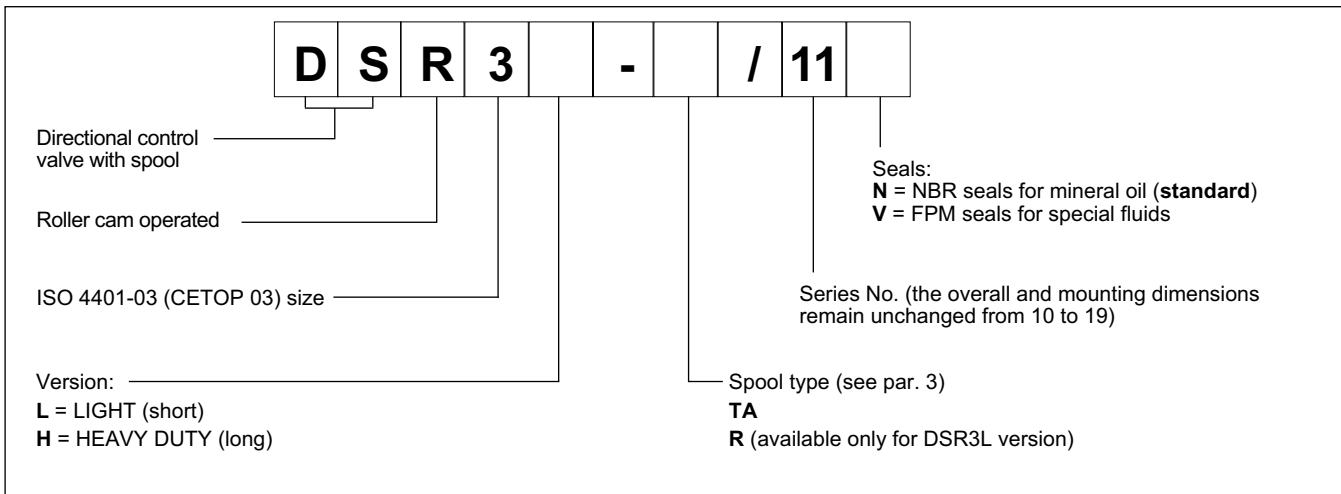 D S R 3 - / 11
Directional control
valve with spool
Roller cam operated
ISO 4401-03 (CETOP 03) size
Version:
L = LIGHT (short)
H = HEAVY DUTY (long)
Seals:
N = NBR seals for mineral oil (standard)
V = FPM seals for special fluids
Series No. (the overall and mounting dimensions
remain unchanged from 10 to 19)
Spool type (see par. 3)
TA
R (available only for DSR3L version)